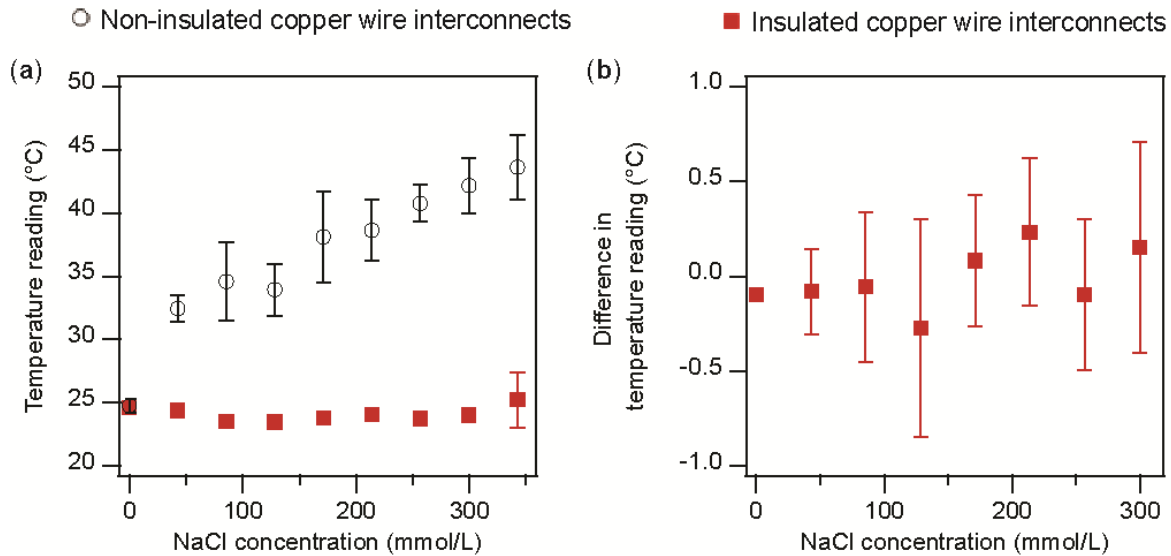 Non-insulated copper wire interconnects
Insulated copper wire interconnects
(a)
50
45
40
35
30
25
20
Temperature reading (°C)
0
100
200
300
NaCl concentration (mmol/L)
(b)
1.0
0.5
0.0
-0.5
-1.0
Difference in
temperature reading (°C)
0
100
200
300
NaCl concentration (mmol/L)